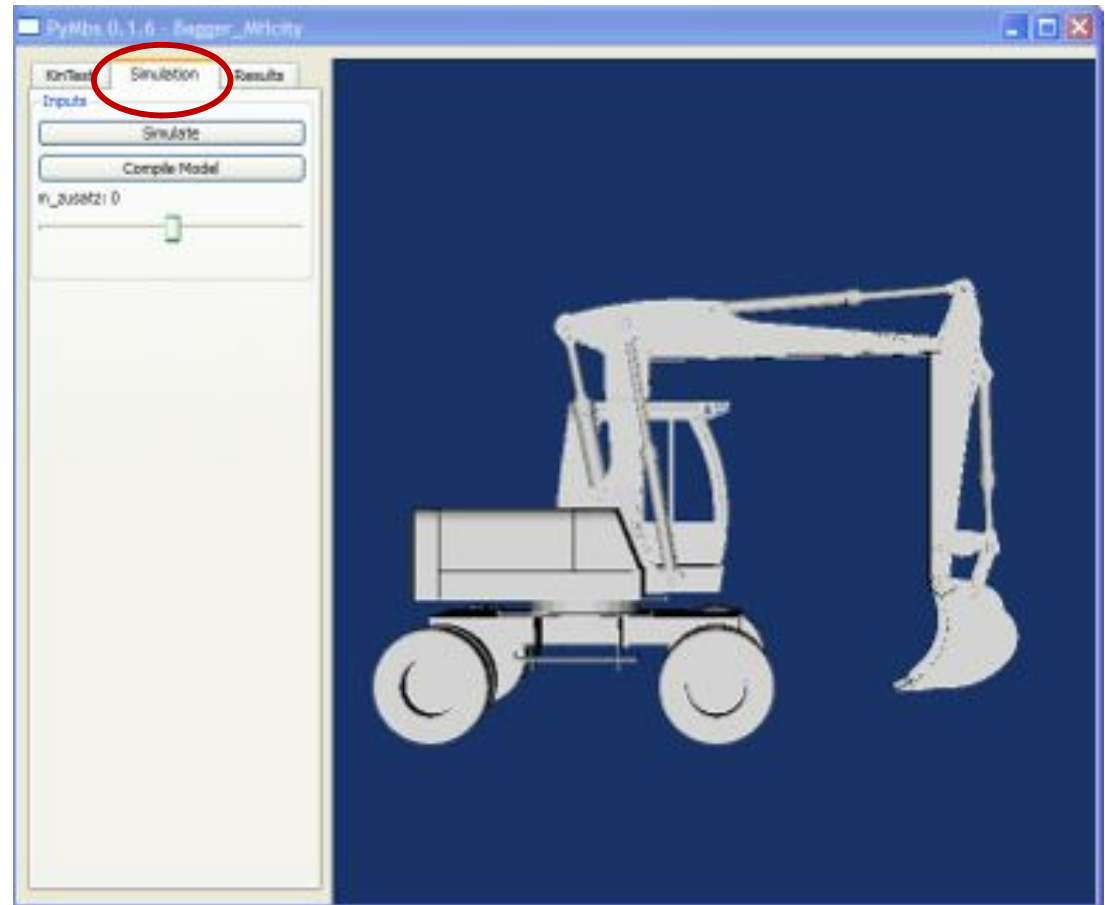 PyMbs 0.1.6 - Bagger_MHcity
KinTest Simulation Results
Inputs
Simulate
Compile Model
m_zusatz: 0